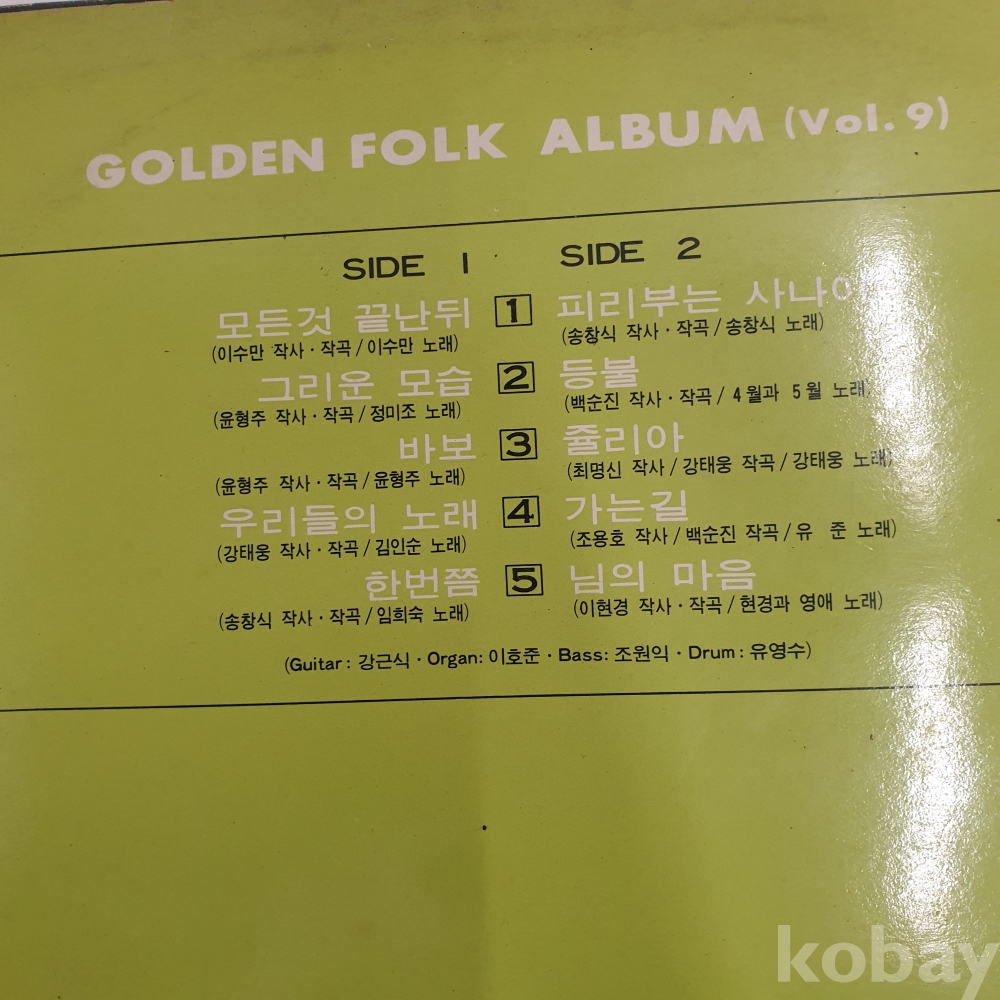 GOLDEN FOLK ALBUM (Vol. 9)
SIDE 1
모든것 끝난뒤 1
(이수만 작사·작곡/이수만 노래)
그리운 모습 2
(윤형주 작사·작곡/정미조 노래)
바보 3
(윤형주 작사·작곡/윤형주 노래)
우리들의 노래 4
(강태웅 작사·작곡/김인순 노래)
한번쯤 5
(송창식 작사·작곡/임희숙 노래)
SIDE 2
피리부는 사나이
(송창식 작사·작곡/송창식 노래)
등불
(백순진 작사·작곡/4월과 5월 노래)
쥴리아
(최명신 작사/강태웅 작곡/강태웅 노래)
가는길
(조용호 작사/백순진 작곡/유 준 노래)
님의 마음
(이현경 작사·작곡/현경과 영애 노래)
(Guitar: 강근식·Organ: 이호준·Bass: 조원익·Drum: 유영수)
kobay